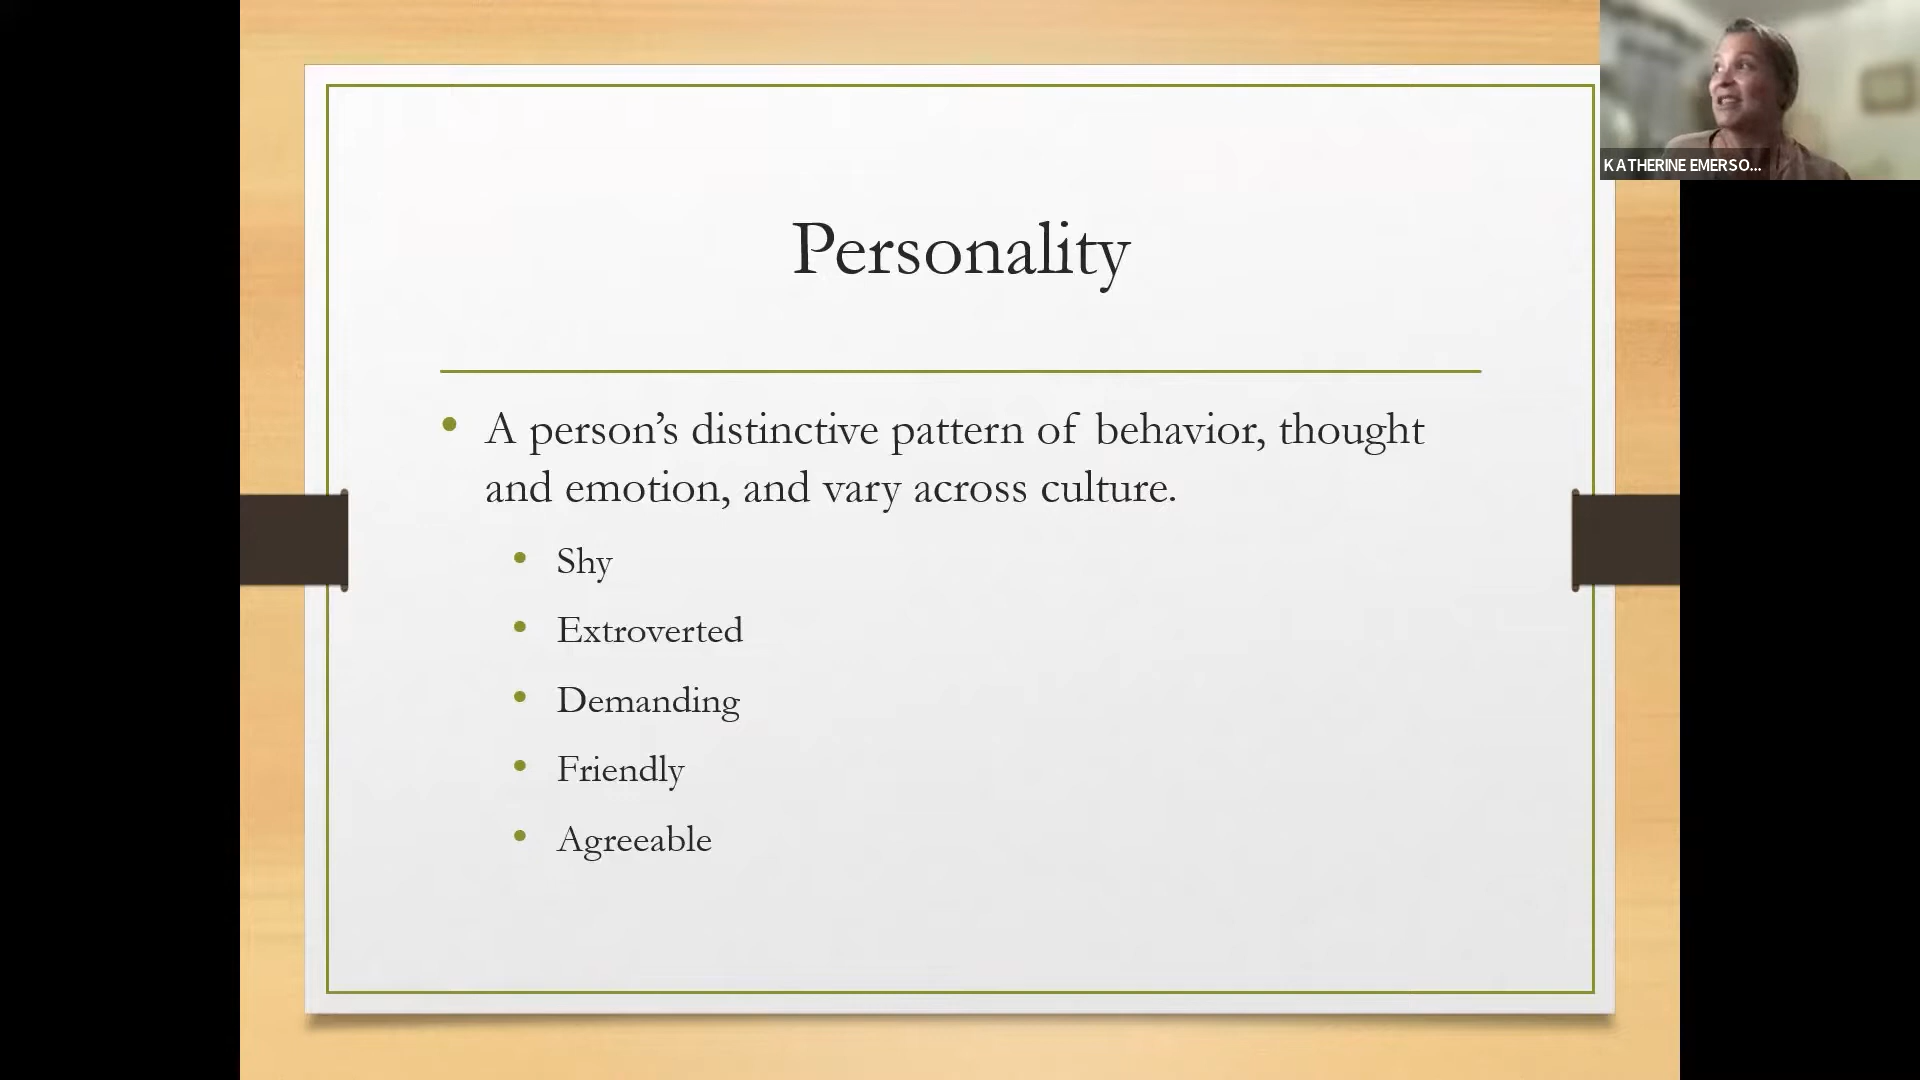 KATHERINE EMERSO...
Personality
• A person’s distinctive pattern of behavior, thought
and emotion, and vary across culture.
• Shy
• Extroverted
• Demanding
• Friendly
• Agreeable